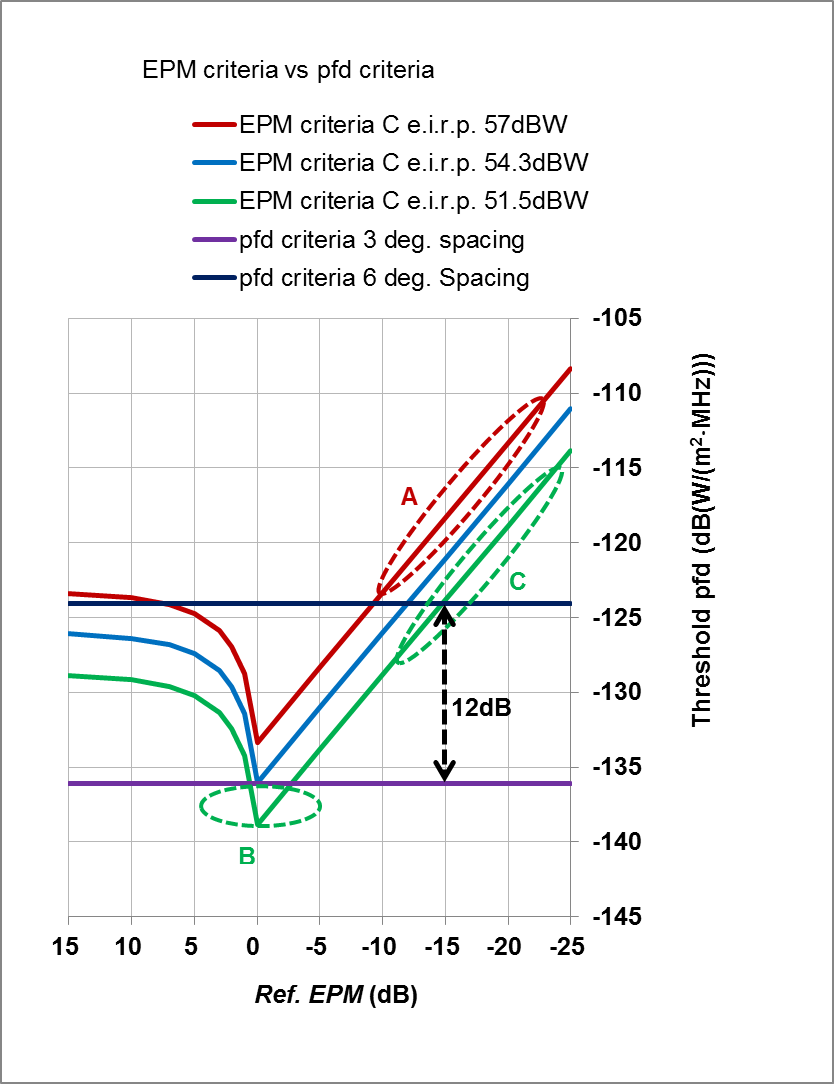 EPM criteria vs pfd criteria
EPM criteria C e.i.r.p. 57dBW
EPM criteria C e.i.r.p. 54.3dBW
EPM criteria C e.i.r.p. 51.5dBW
pfd criteria 3 deg. spacing
pfd criteria 6 deg. Spacing
-105
-110
-115
-120
-125
-130
-135
-140
-145
Threshold pfd (dB(W/(m²·MHz)))
A
C
12dB
B
15 10 5 0 -5 -10 -15 -20 -25
Ref. EPM (dB)